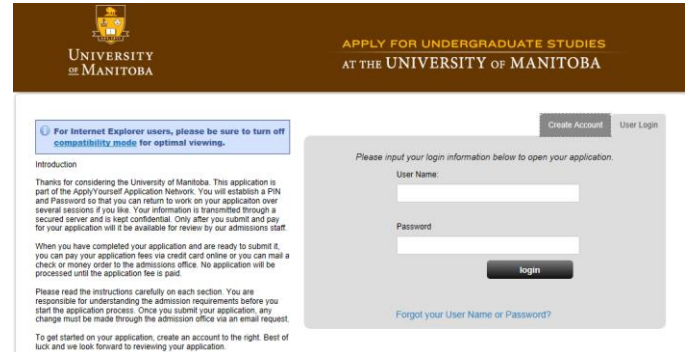 UNIVERSITY
OF MANITOBA
APPLY FOR UNDERGRADUATE STUDIES
AT THE UNIVERSITY OF MANITOBA
For Internet Explorer users, please be sure to turn off
compatibility mode for optimal viewing.
Introduction
Thanks for considering the University of Manitoba. This application is
part of the ApplyYourself Application Network. You will establish a PIN
and Password so that you can return to work on your applicaiton over
several sessions if you like. Your information is transmitted through a
secured server and is kept confidential. Only after you submit and pay
for your application will it be available for review by our admissions staff.
When you have completed your application and are ready to submit it,
you can pay your application fees via credit card online or you can mail a
check or money order to the admissions office. No application will be
processed until the application fee is paid.
Please read the instructions carefully on each section. You are
responsible for understanding the admission requirements before you
start the application process. Once you submit your application, any
change must be made through the admission office via an email request.
To get started on your application, create an account to the right. Best of
luck and we look forward to reviewing your application.
Create Account
User Login
Please input your login information below to open your application.
User Name:
Password
login
Forgot your User Name or Password?